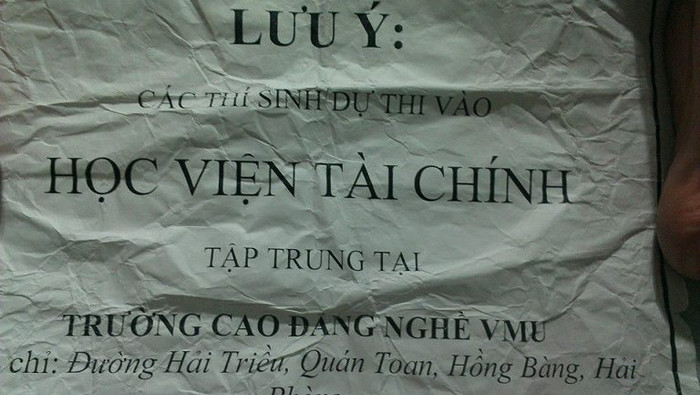 LƯU Ý:
CÁC THÍ SINH DỰ THI VÀO
HỌC VIỆN TÀI CHÍNH
TẬP TRUNG TẠI
TRƯỜNG CAO ĐẲNG NGHỀ VMU
chỉ: Đường Hải Triều, Quán Toan, Hồng Bàng, Hải
Phòng